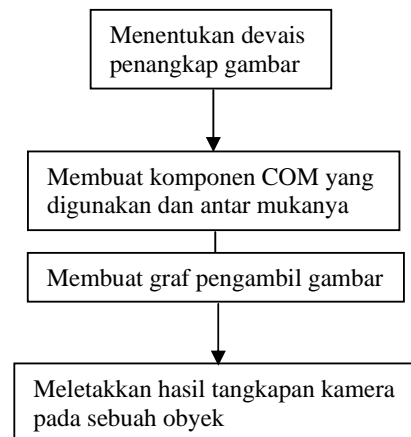 Menentukan devais
penangkap gambar
Membuat komponen COM yang
digunakan dan antar mukanya
Membuat graf pengambil gambar
Meletakkan hasil tangkapan kamera
pada sebuah obyek